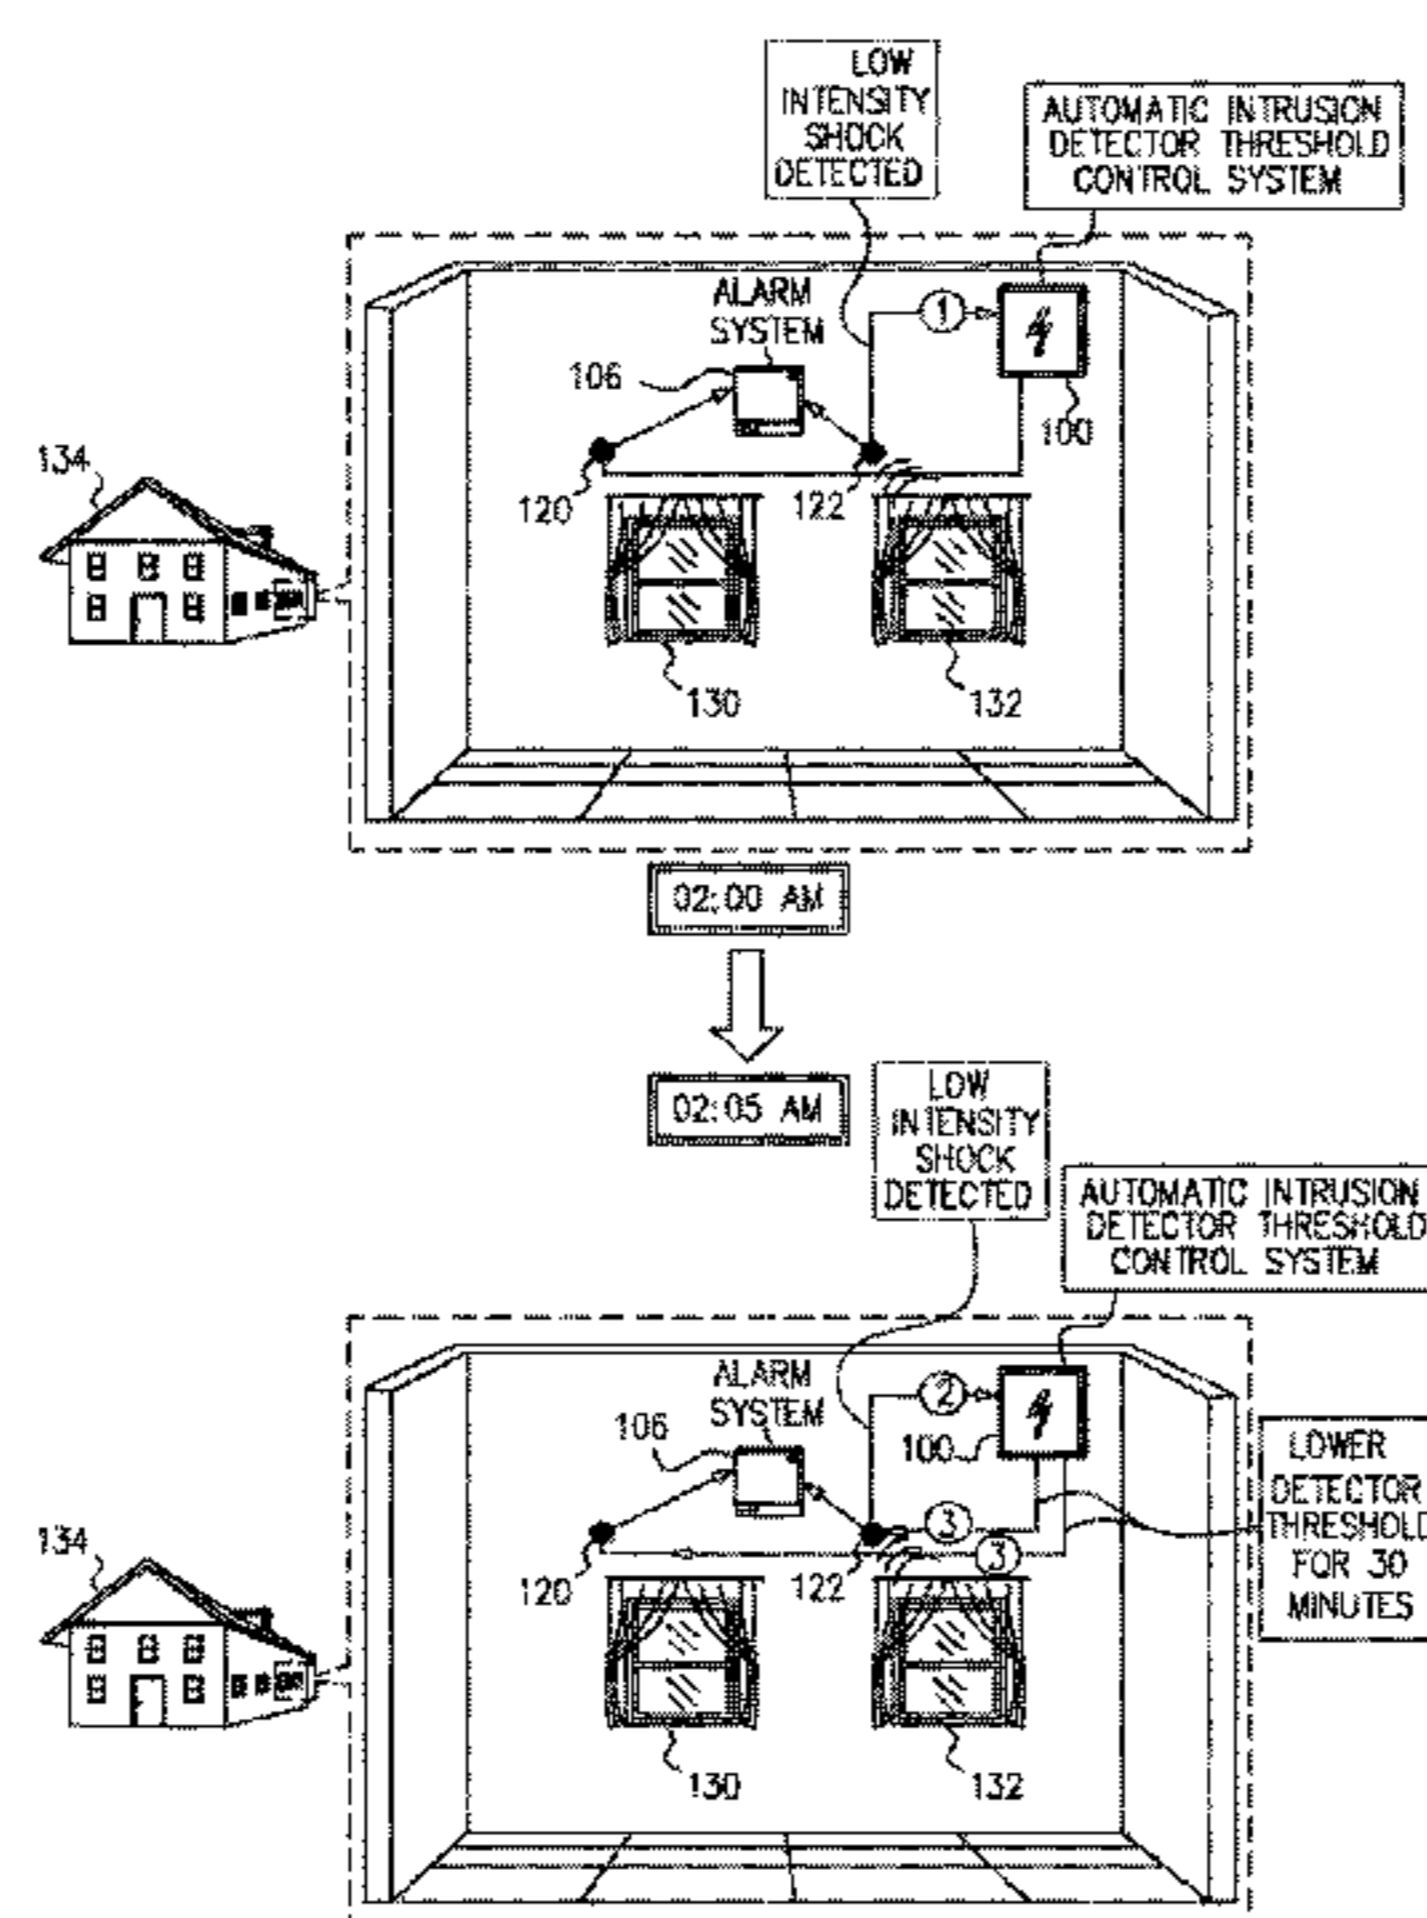 LOW
INTENSITY
SHOCK
DETECTED
AUTOMATIC INTRUSION
DETECTOR THRESHOLD
CONTROL SYSTEM
ALARM
SYSTEM
1
106
100
134
120
122
130
132
02:00 AM
02:05 AM
LOW
INTENSITY
SHOCK
DETECTED
AUTOMATIC INTRUSION
DETECTOR THRESHOLD
CONTROL SYSTEM
ALARM
SYSTEM
2
106
100
LOWER
DETECTOR
THRESHOLD
FOR 30
MINUTES
3
3
134
120
122
130
132